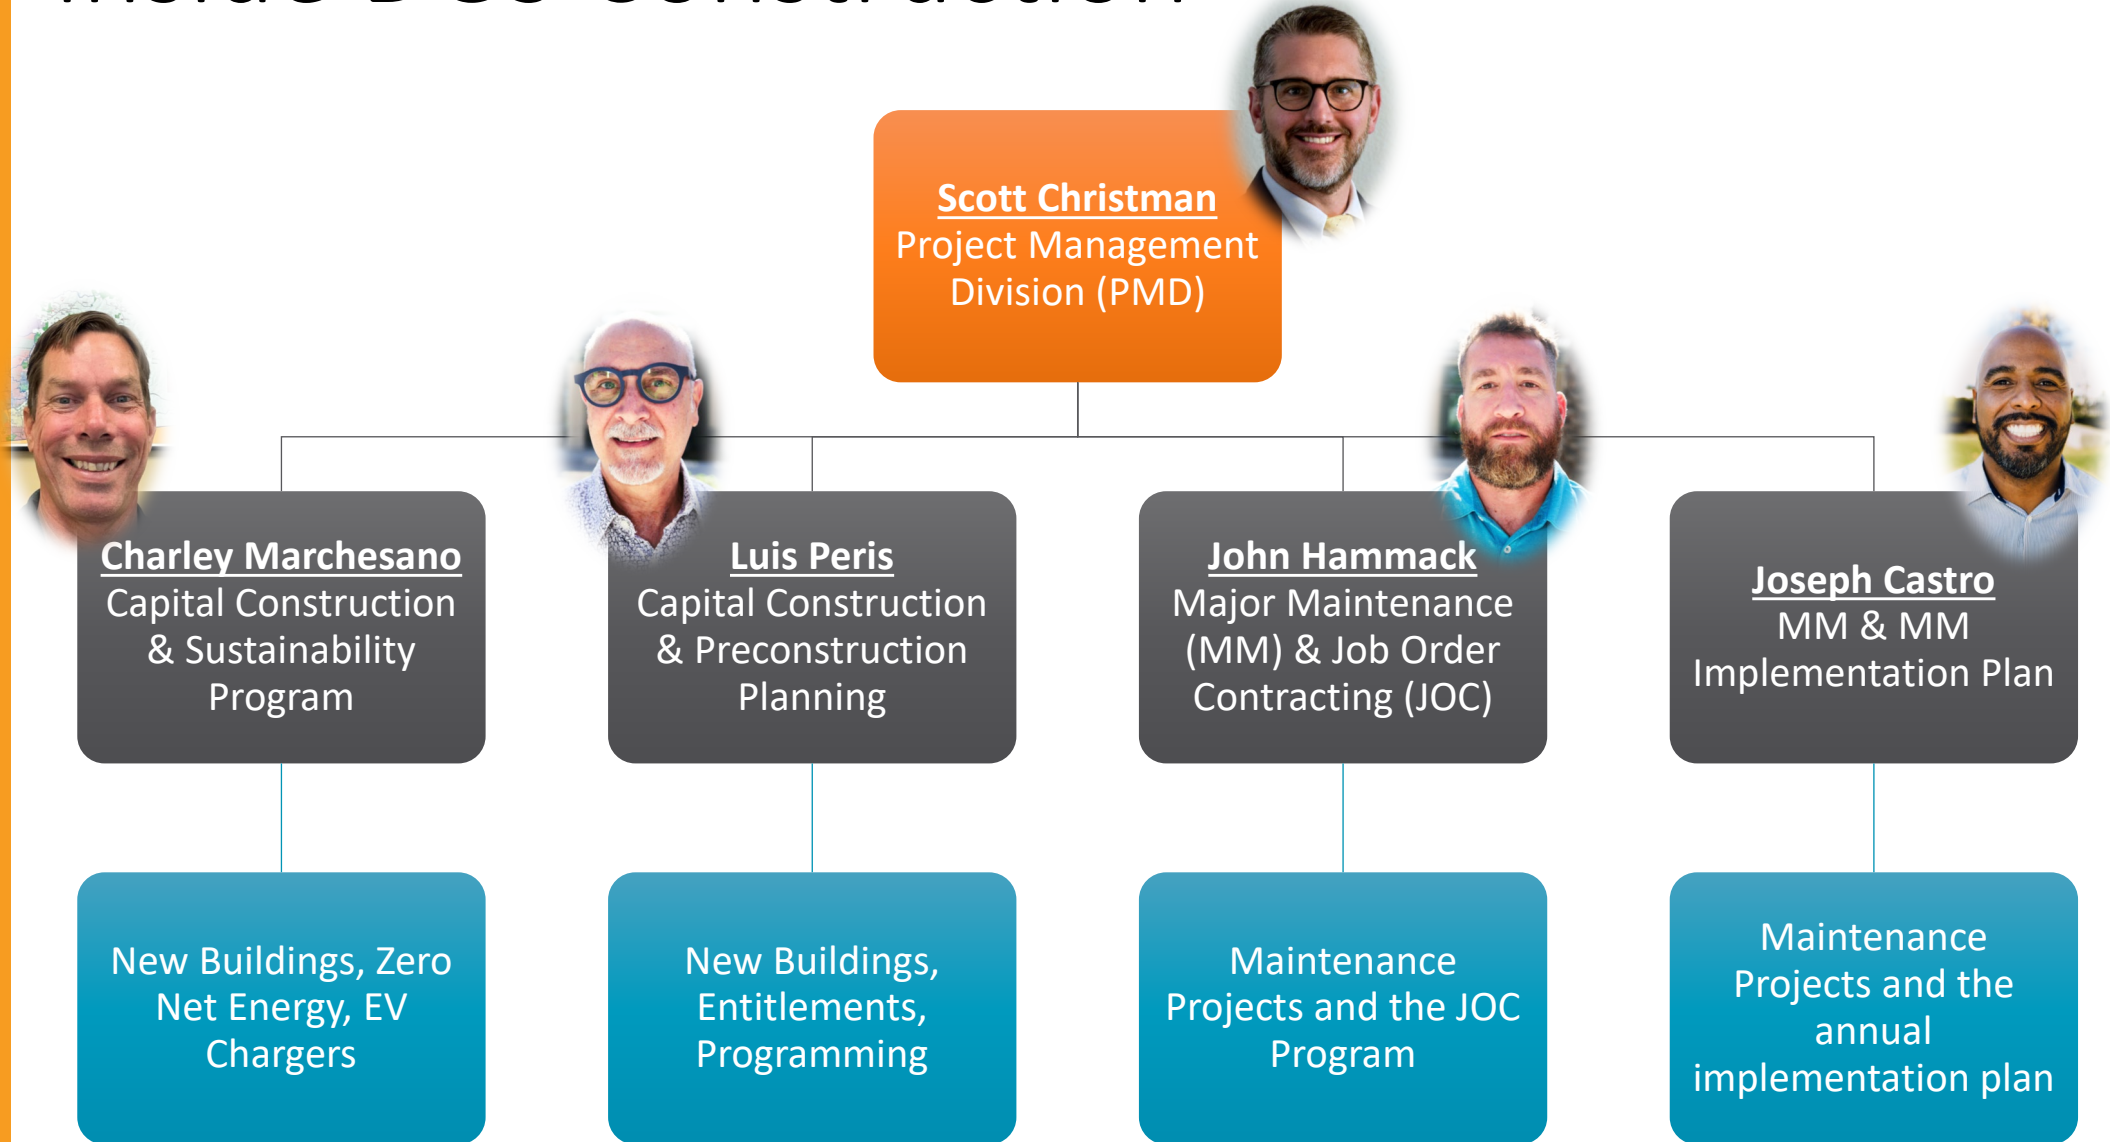 Inside DGS Construction
Scott Christman
Project Management
Division (PMD)
Charley Marchesano
Capital Construction
& Sustainability
Program
Luis Peris
Capital Construction
& Preconstruction
Planning
John Hammack
Major Maintenance
(MM) & Job Order
Contracting (JOC)
Joseph Castro
MM & MM
Implementation Plan
New Buildings, Zero
Net Energy, EV
Chargers
New Buildings,
Entitlements,
Programming
Maintenance
Projects and the JOC
Program
Maintenance
Projects and the
annual
implementation plan